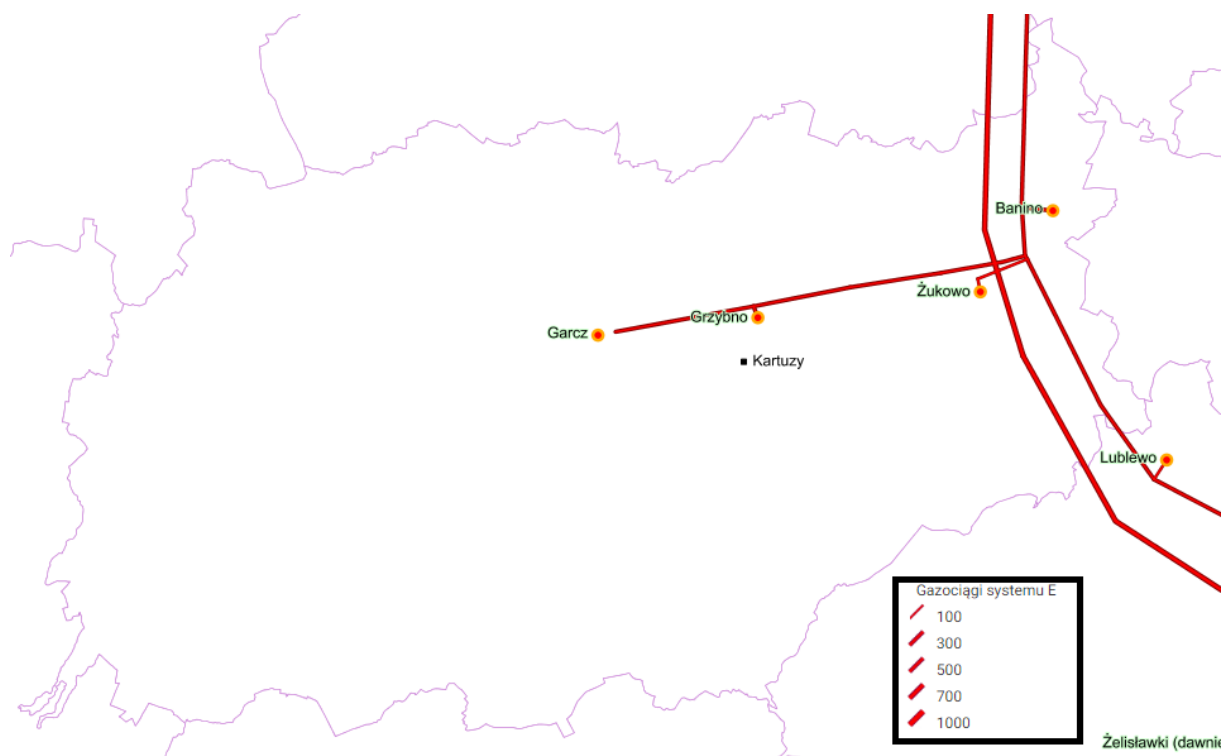 Banino
Żukowo
Grzybno
Garcz
Kartuzy
Lublewo
Gazociągi systemu E
100
300
500
700
1000
Żelisławki (dawnie